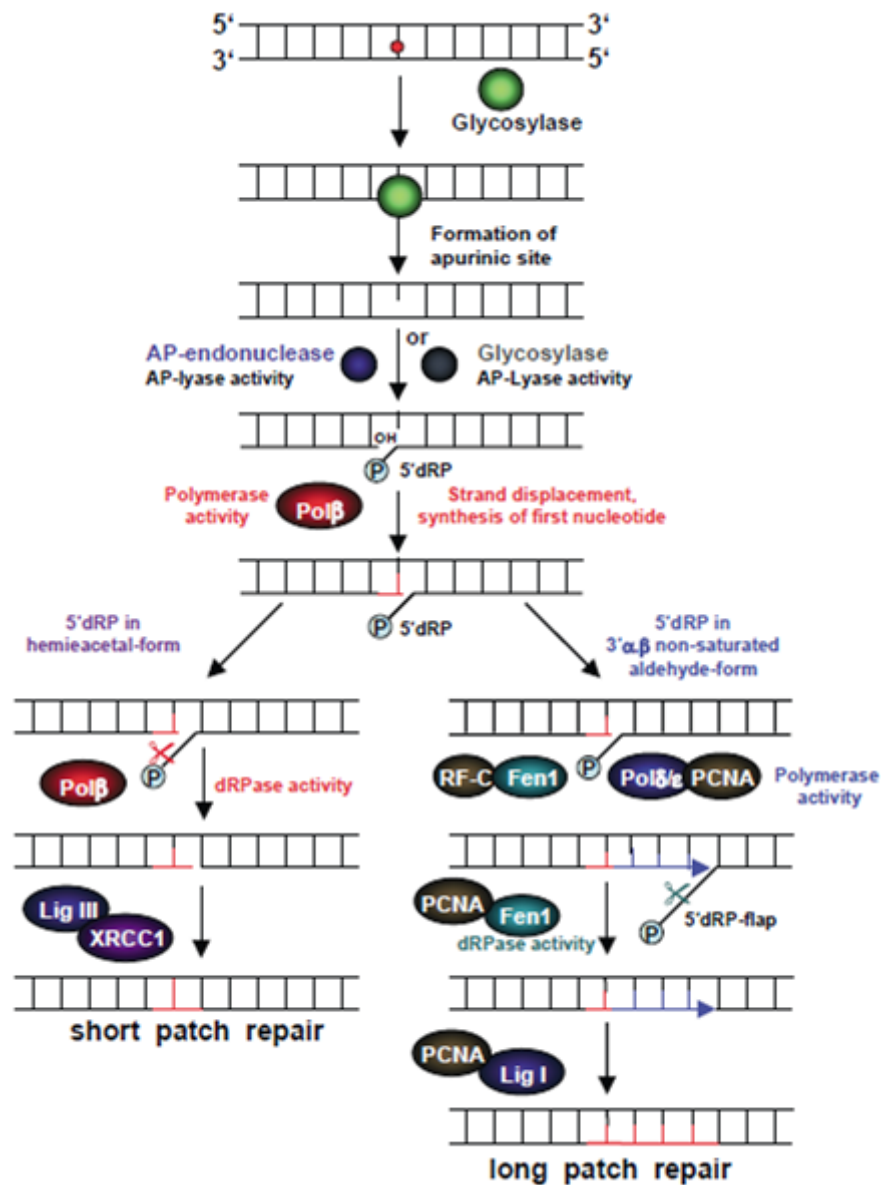 5‘
3‘
3‘
5‘
Glycosylase
Formation of
apurinic site
or
AP-endonuclease
AP-lyase activity
Glycosylase
AP-Lyase activity
OH
P
5'dRP
Polymerase
activity
Polβ
Strand displacement,
synthesis of first nucleotide
P
5'dRP
5'dRP in
hemieacetal-form
5'dRP in
3'α.β non-saturated
aldehyde-form
P
Polβ
dRPase activity
P
RF-C
Fen1
Polδ/ε
PCNA
Polymerase
activity
Lig III
XRCC1
PCNA
Fen1
dRPase activity
P
5'dRP-flap
short patch repair
PCNA
Lig I
long patch repair